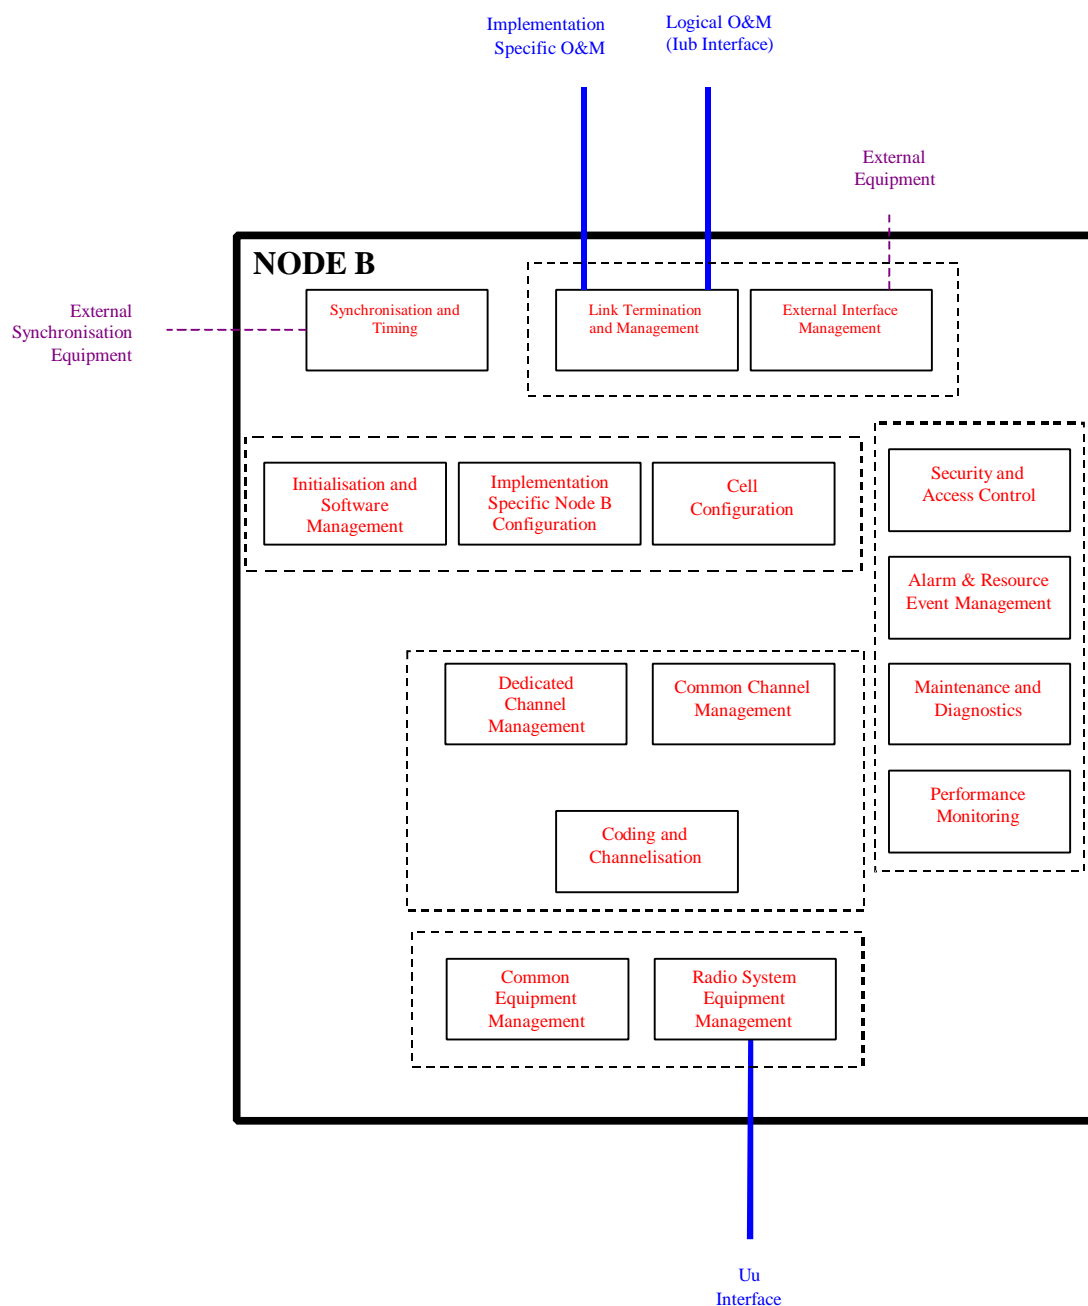 Implementation
Specific O&M
Logical O&M
(Iub Interface)
External
Equipment
NODE B
External
Synchronisation
Equipment
Synchronisation and
Timing
Link Termination
and Management
External Interface
Management
Initialisation and
Software
Management
Implementation
Specific Node B
Configuration
Cell
Configuration
Security and
Access Control
Alarm & Resource
Event Management
Dedicated
Channel
Management
Common Channel
Management
Maintenance and
Diagnostics
Performance
Monitoring
Coding and
Channelisation
Common
Equipment
Management
Radio System
Equipment
Management
Uu
Interface